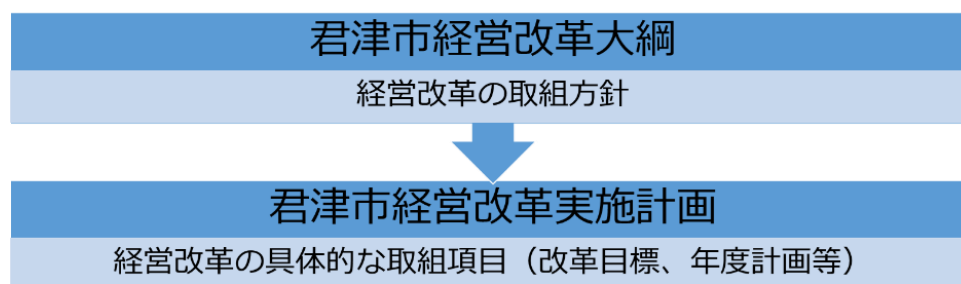 君津市経営改革大綱
経営改革の取組方針
君津市経営改革実施計画
経営改革の具体的な取組項目（改革目標、年度計画等）